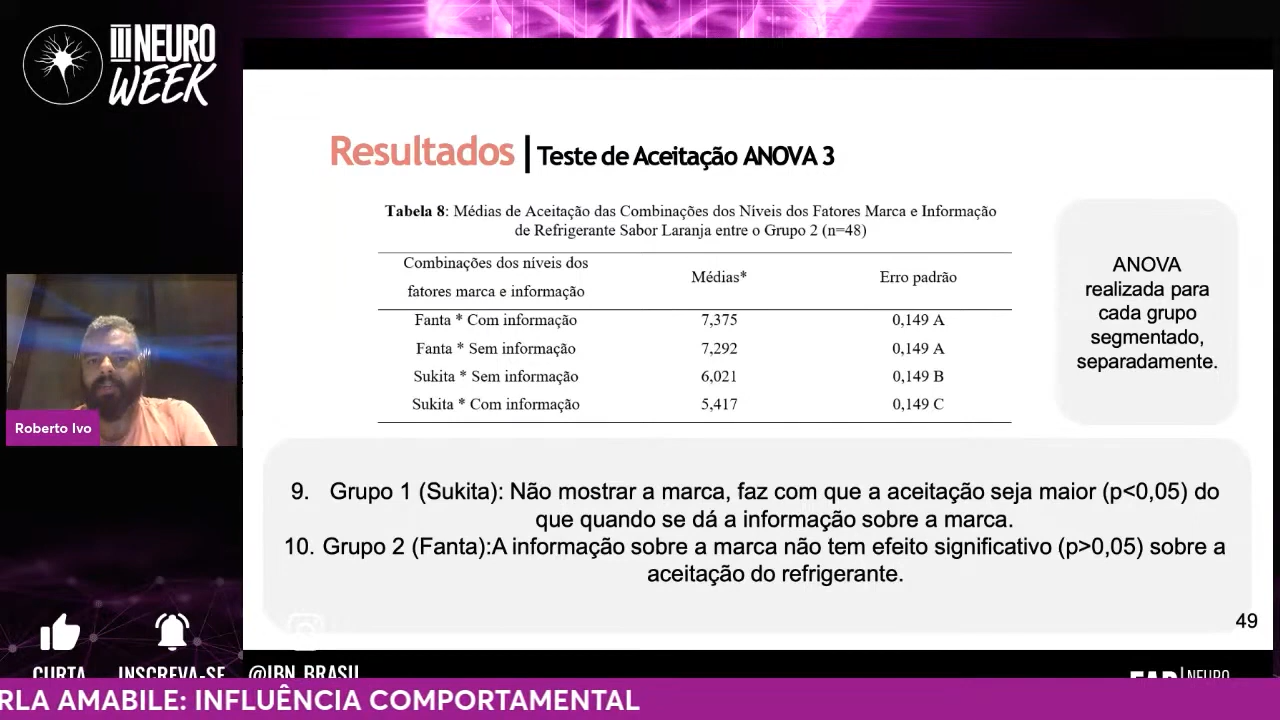 III NEURO
WEEK
Resultados | Teste de Aceitação ANOVA 3
Tabela 8: Médias de Aceitação das Combinações dos Níveis dos Fatores Marca e Informação
de Refrigerante Sabor Laranja entre o Grupo 2 (n=48)
Combinações dos níveis dos
fatores marca e informação
Médias*
Erro padrão
Fanta * Com informação 7,375 0,149 A
Fanta * Sem informação 7,292 0,149 A
Sukita * Sem informação 6,021 0,149 B
Sukita * Com informação 5,417 0,149 C
ANOVA
realizada para
cada grupo
segmentado,
separadamente.
Roberto Ivo
9. Grupo 1 (Sukita): Não mostrar a marca, faz com que a aceitação seja maior (p<0,05) do
que quando se dá a informação sobre a marca.
10. Grupo 2 (Fanta):A informação sobre a marca não tem efeito significativo (p>0,05) sobre a
aceitação do refrigerante.
49
CURTA
INSCREVA-SE
@IBN_BRASIL
NEURO
RLA AMABILE: INFLUÊNCIA COMPORTAMENTAL